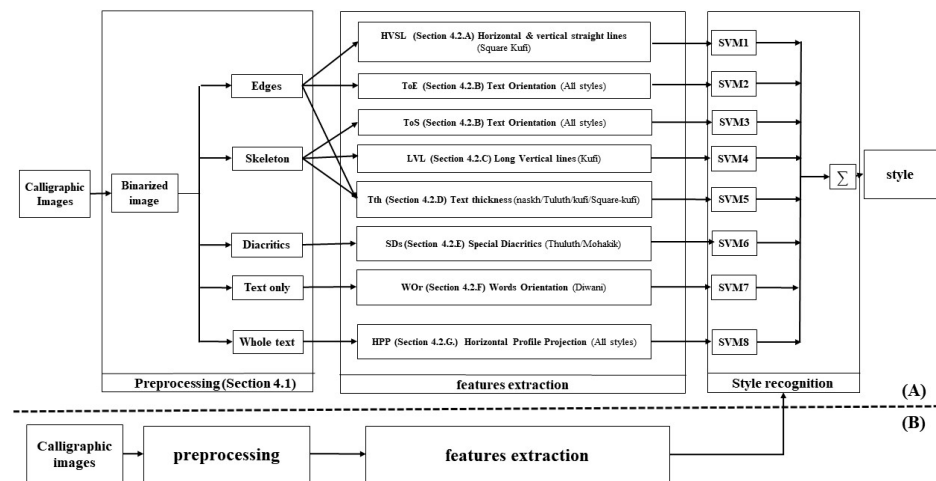 Calligraphic
Images
Binarized
image
Edges
Skeleton
Diacritics
Text only
Whole text
Preprocessing (Section 4.1)
HVSL (Section 4.2.A) Horizontal & vertical straight lines
(Square Kufi)
ToE (Section 4.2.B) Text Orientation (All styles)
ToS (Section 4.2.B) Text Orientation (All styles)
LVL (Section 4.2.C) Long Vertical lines (Kufi)
Tth (Section 4.2.D) Text thickness (naskh/Tuluth/kufi/Square-kufi)
SDs (Section 4.2.E) Special Diacritics (Thuluth/Mohakik)
WOr (Section 4.2.F) Words Orientation (Diwani)
HPP (Section 4.2.G.) Horizontal Profile Projection (All styles)
features extraction
SVM1
SVM2
SVM3
SVM4
SVM5
SVM6
SVM7
SVM8
Σ
Style recognition
style
(A)
(B)
Calligraphic
images
preprocessing
features extraction